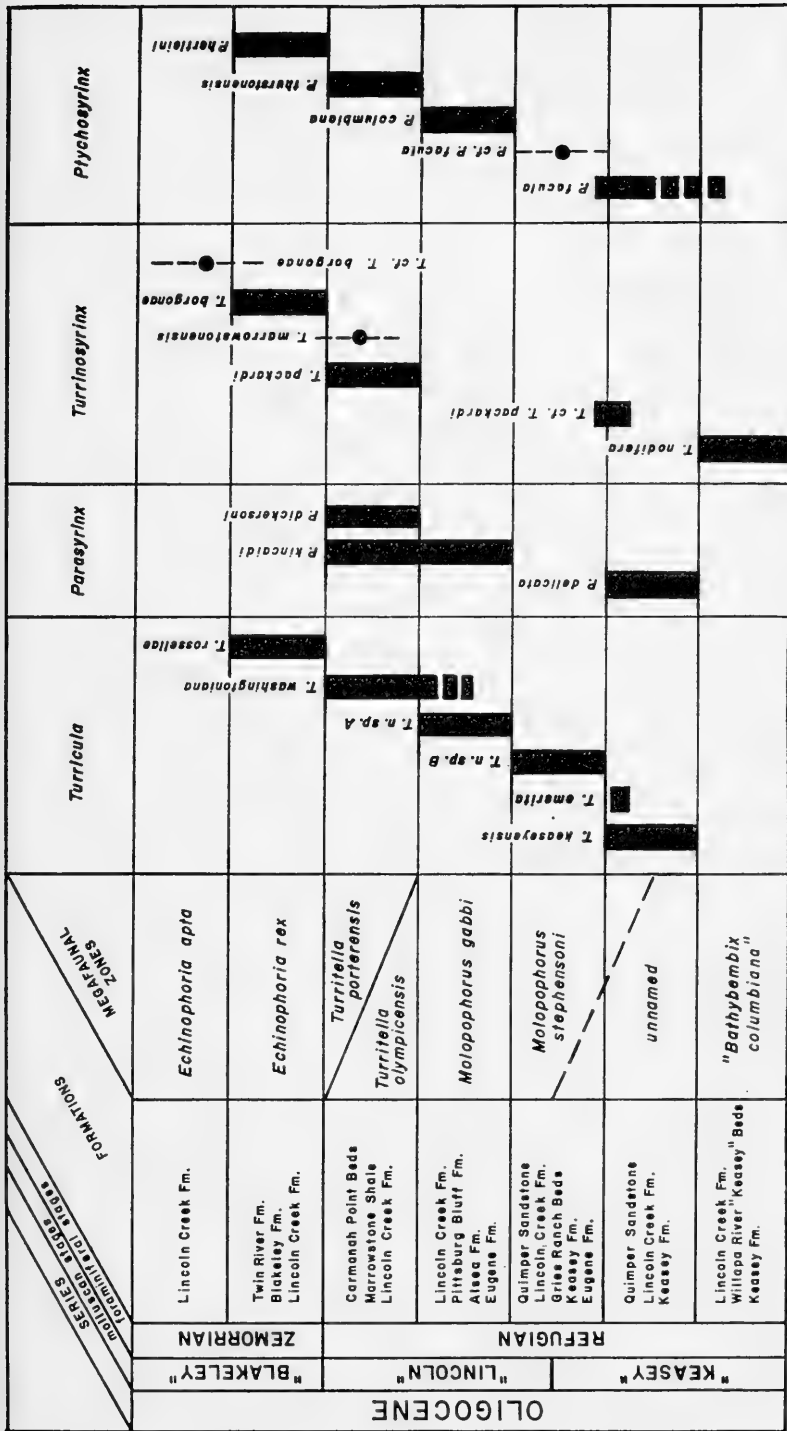 SERIES
molluscan stages
foraminiferal stages
FORMATIONS
MEGAFAUNAL
ZONES
Turricula
Parasyrinx
Turrinosyrinx
Ptychosyrinx
OLIGOCENE
"BLAKELEY"
"LINCOLN"
"KEASEY"
ZEMORRIAN
REFUGIAN
Lincoln Creek Fm.
Echinophoria apta
Twin River Fm.
Blakeley Fm.
Lincoln Creek Fm.
Echinophoria rex
Carmanah Point Beds
Marrowstone Shale
Lincoln Creek Fm.
Turritella
porterensis
Turritella
olympicensis
Lincoln Creek Fm.
Pittsburg Bluff Fm.
Alsea Fm.
Eugene Fm.
Molopophorus gabbi
Quimper Sandstone
Lincoln Creek Fm.
Gries Ranch Beds
Keasey Fm.
Eugene Fm.
Molopophorus
stephensoni
Quimper Sandstone
Lincoln Creek Fm.
Keasey Fm.
unnamed
Lincoln Creek Fm.
Willapa River "Keasey" Beds
Keasey Fm.
"Bathybembix
columbiana"
T. keaseyensis
T. emerita
T. n. sp. B
T. n. sp. A
T. washingtoniana
T. rossellae
P. delicata
P. kincaidi
P. dickersoni
T. nodifera
T. cf. T. packardi
T. packardi
T. marrowstonensis
T. borgenae
T. cf. T. borgenae
P. facula
P. cf. P. facula
P. columbiana
P. thurstonensis
P. hertleini